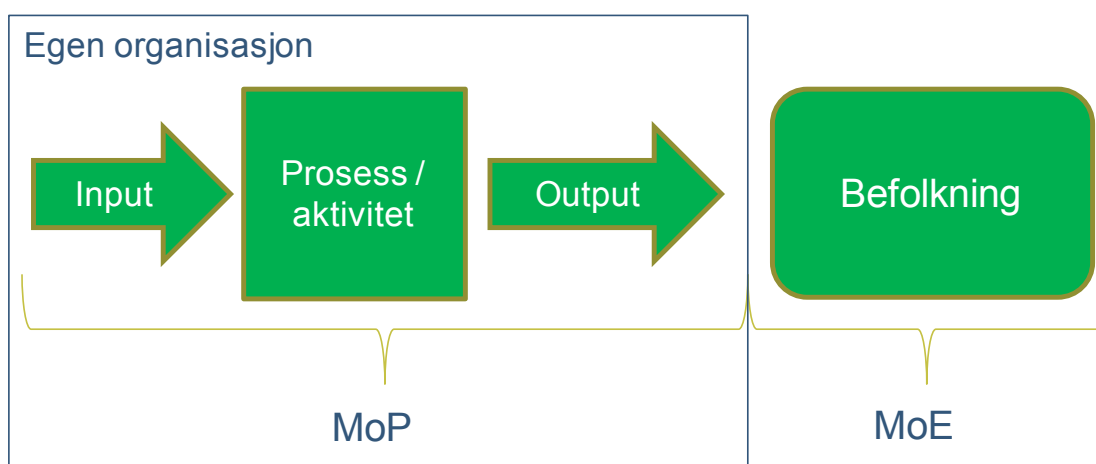 Egen organisasjon
Input
Prosess /
aktivitet
Output
Befolkning
MoP
MoE